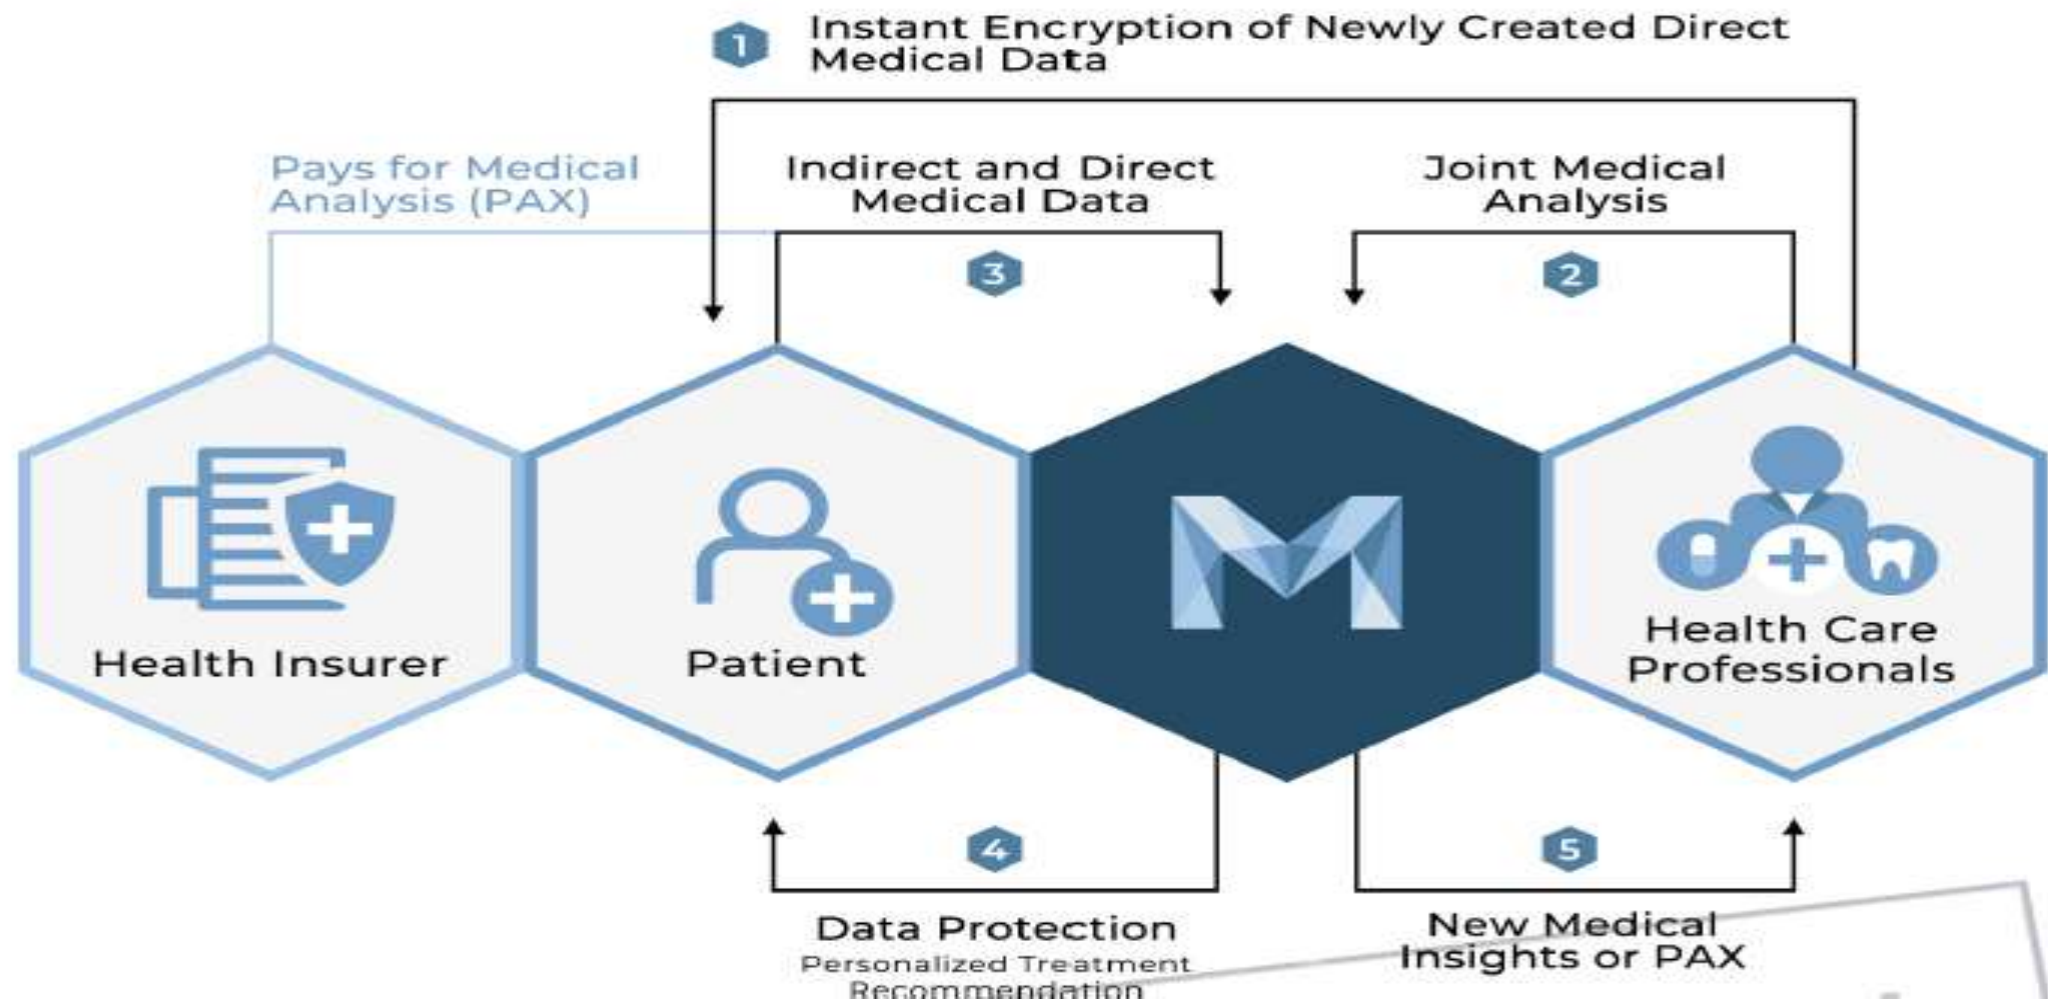 1
Instant Encryption of Newly Created Direct
Medical Data
Pays for Medical
Analysis (PAX)
Indirect and Direct
Medical Data
Joint Medical
Analysis
3
2
Health Insurer
Patient
M
Health Care
Professionals
4
5
Data Protection
Personalized Treatment
Recommendation
New Medical
Insights or PAX